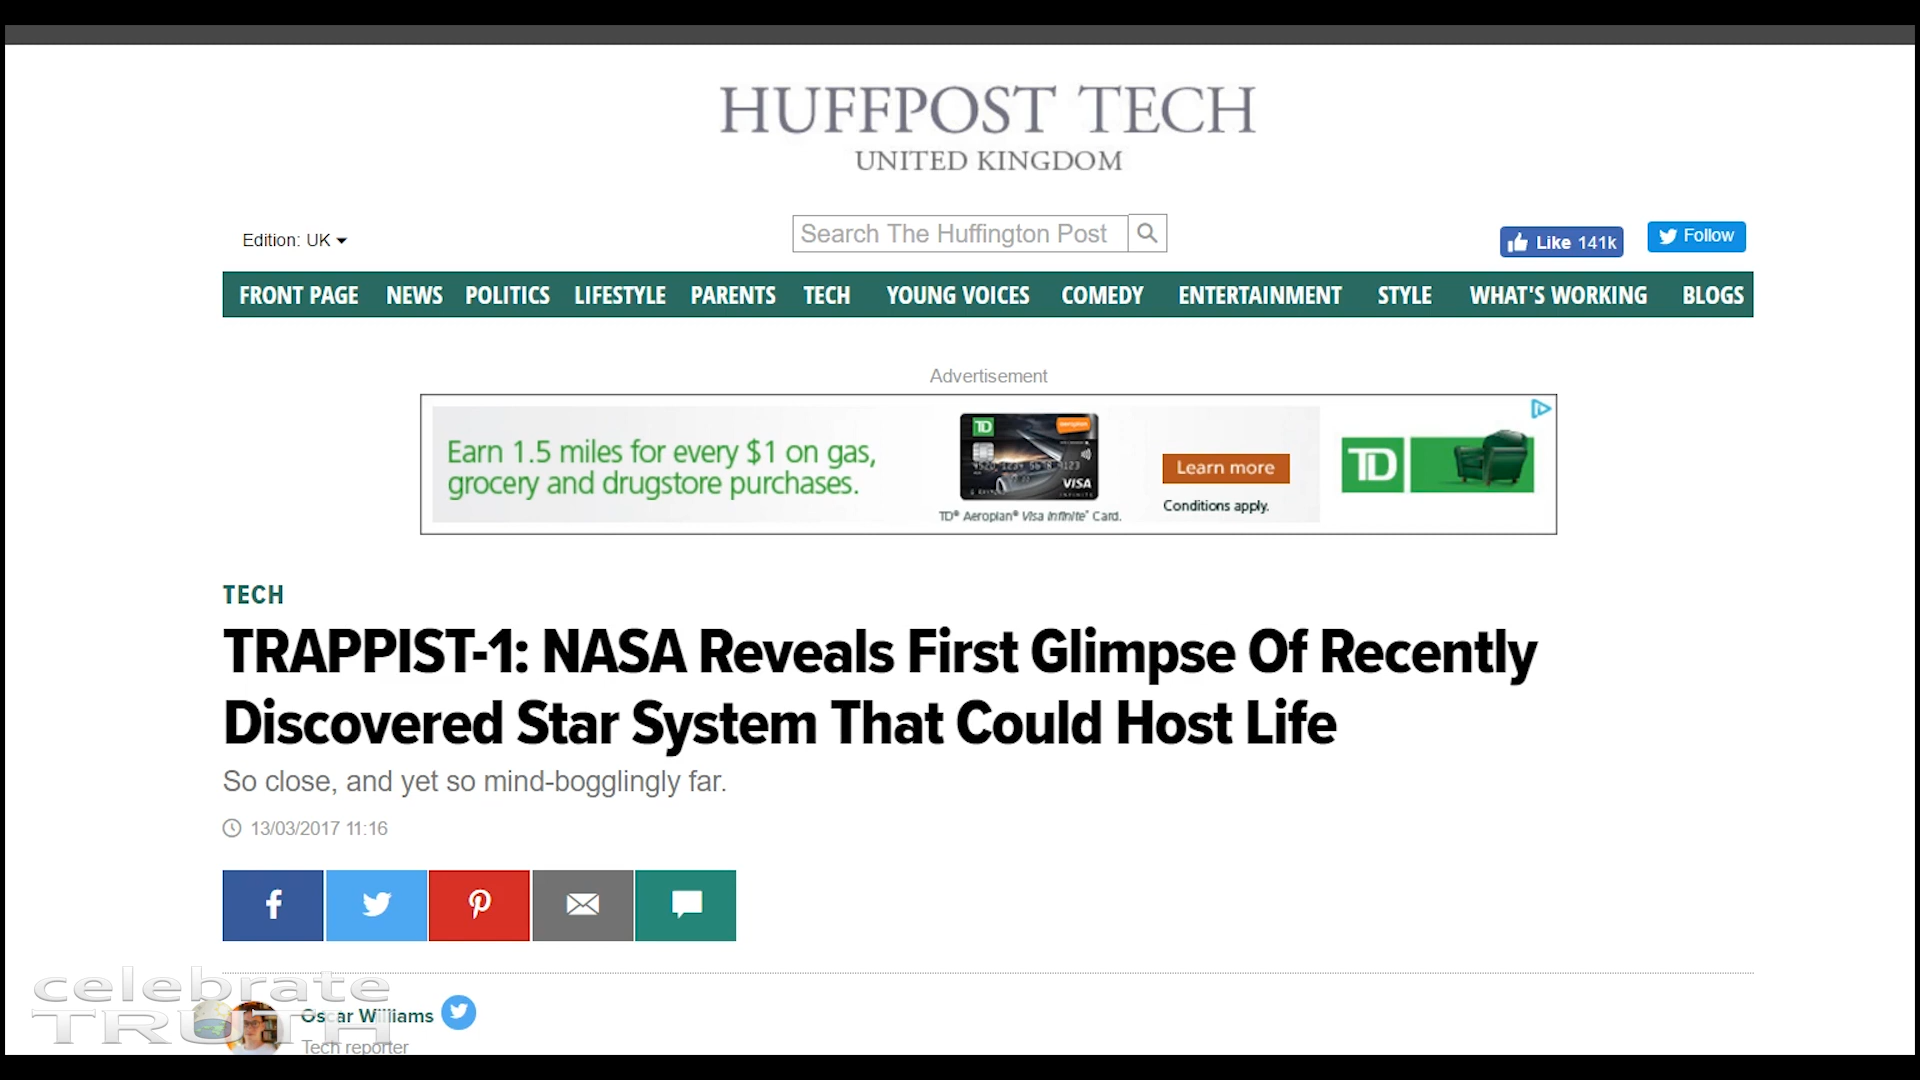 HUFFPOST TECH
UNITED KINGDOM
Edition: UK
Search The Huffington Post
Like 141k
Follow
FRONT PAGE NEWS POLITICS LIFESTYLE PARENTS TECH YOUNG VOICES COMEDY ENTERTAINMENT STYLE WHAT'S WORKING BLOGS
Advertisement
Earn 1.5 miles for every $1 on gas,
grocery and drugstore purchases.
TD
VISA
TD® Aeroplan® Visa Infinite* Card.
Learn more
Conditions apply.
TD
TECH
TRAPPIST-1: NASA Reveals First Glimpse Of Recently
Discovered Star System That Could Host Life
So close, and yet so mind-bogglingly far.
13/03/2017 11:16
celebrate
TRUTH
Oscar Williams
Tech reporter